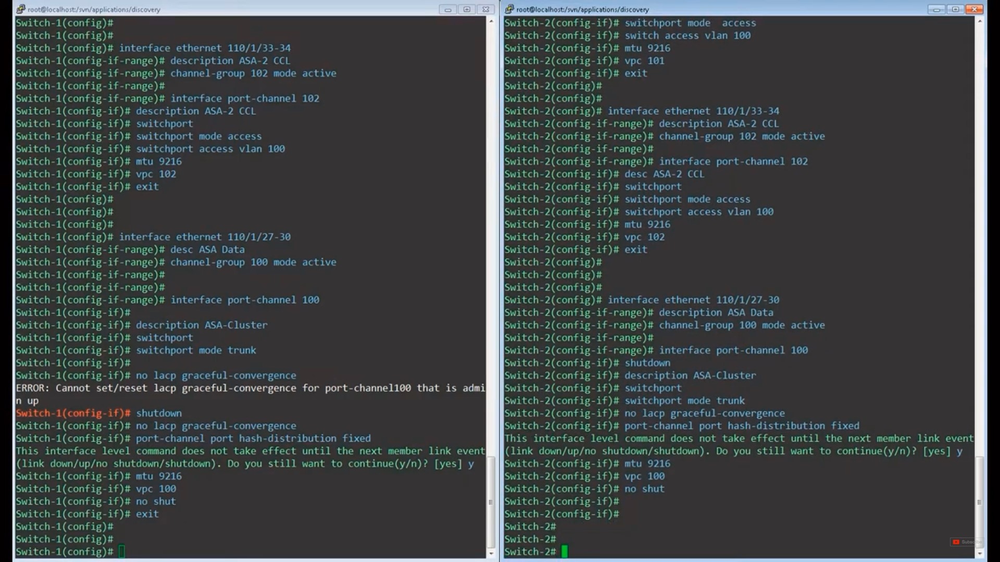 root@localhost:/svn/applications/discovery
Switch-1(config)#
Switch-1(config)#
Switch-1(config)# interface ethernet 110/1/33-34
Switch-1(config-if-range)# description ASA-2 CCL
Switch-1(config-if-range)# channel-group 102 mode active
Switch-1(config-if-range)#
Switch-1(config-if-range)# interface port-channel 102
Switch-1(config-if)# description ASA-2 CCL
Switch-1(config-if)# switchport
Switch-1(config-if)# switchport mode access
Switch-1(config-if)# switchport access vlan 100
Switch-1(config-if)# mtu 9216
Switch-1(config-if)# vpc 102
Switch-1(config-if)# exit
Switch-1(config)#
Switch-1(config)#
Switch-1(config)#
Switch-1(config)# interface ethernet 110/1/27-30
Switch-1(config-if-range)# desc ASA Data
Switch-1(config-if-range)# channel-group 100 mode active
Switch-1(config-if-range)#
Switch-1(config-if-range)#
Switch-1(config-if-range)# interface port-channel 100
Switch-1(config-if)#
Switch-1(config-if)# description ASA-Cluster
Switch-1(config-if)# switchport
Switch-1(config-if)# switchport mode trunk
Switch-1(config-if)#
Switch-1(config-if)# no lacp graceful-convergence
ERROR: Cannot set/reset lacp graceful-convergence for port-channel100 that is admi
n up
Switch-1(config-if)# shutdown
Switch-1(config-if)# no lacp graceful-convergence
Switch-1(config-if)# port-channel port hash-distribution fixed
This interface level command does not take effect until the next member link event
(link down/up/no shutdown/shutdown). Do you still want to continue(y/n)? [yes] y
Switch-1(config-if)# mtu 9216
Switch-1(config-if)# vpc 100
Switch-1(config-if)# no shut
Switch-1(config-if)# exit
Switch-1(config)#
Switch-1(config)#
Switch-1(config)#
root@localhost:/svn/applications/discovery
Switch-2(config-if)# switchport mode  access
Switch-2(config-if)# switch access vlan 100
Switch-2(config-if)# mtu 9216
Switch-2(config-if)# vpc 101
Switch-2(config-if)# exit
Switch-2(config)#
Switch-2(config)#
Switch-2(config)# interface ethernet 110/1/33-34
Switch-2(config-if-range)# description ASA-2 CCL
Switch-2(config-if-range)# channel-group 102 mode active
Switch-2(config-if-range)#
Switch-2(config-if-range)# interface port-channel 102
Switch-2(config-if)# desc ASA-2 CCL
Switch-2(config-if)# switchport
Switch-2(config-if)# switchport mode access
Switch-2(config-if)# switchport access vlan 100
Switch-2(config-if)# mtu 9216
Switch-2(config-if)# vpc 102
Switch-2(config-if)# exit
Switch-2(config)#
Switch-2(config)#
Switch-2(config)#
Switch-2(config)# interface ethernet 110/1/27-30
Switch-2(config-if-range)# description ASA Data
Switch-2(config-if-range)# channel-group 100 mode active
Switch-2(config-if-range)#
Switch-2(config-if-range)# interface port-channel 100
Switch-2(config-if)# shutdown
Switch-2(config-if)# description ASA-Cluster
Switch-2(config-if)# switchport
Switch-2(config-if)# switchport mode trunk
Switch-2(config-if)# no lacp graceful-convergence
Switch-2(config-if)# port-channel port hash-distribution fixed
This interface level command does not take effect until the next member link event
(link down/up/no shutdown/shutdown). Do you still want to continue(y/n)? [yes] y
Switch-2(config-if)# mtu 9216
Switch-2(config-if)# vpc 100
Switch-2(config-if)# no shut
Switch-2(config-if)#
Switch-2(config-if)#
Switch-2#
Switch-2#
Switch-2#